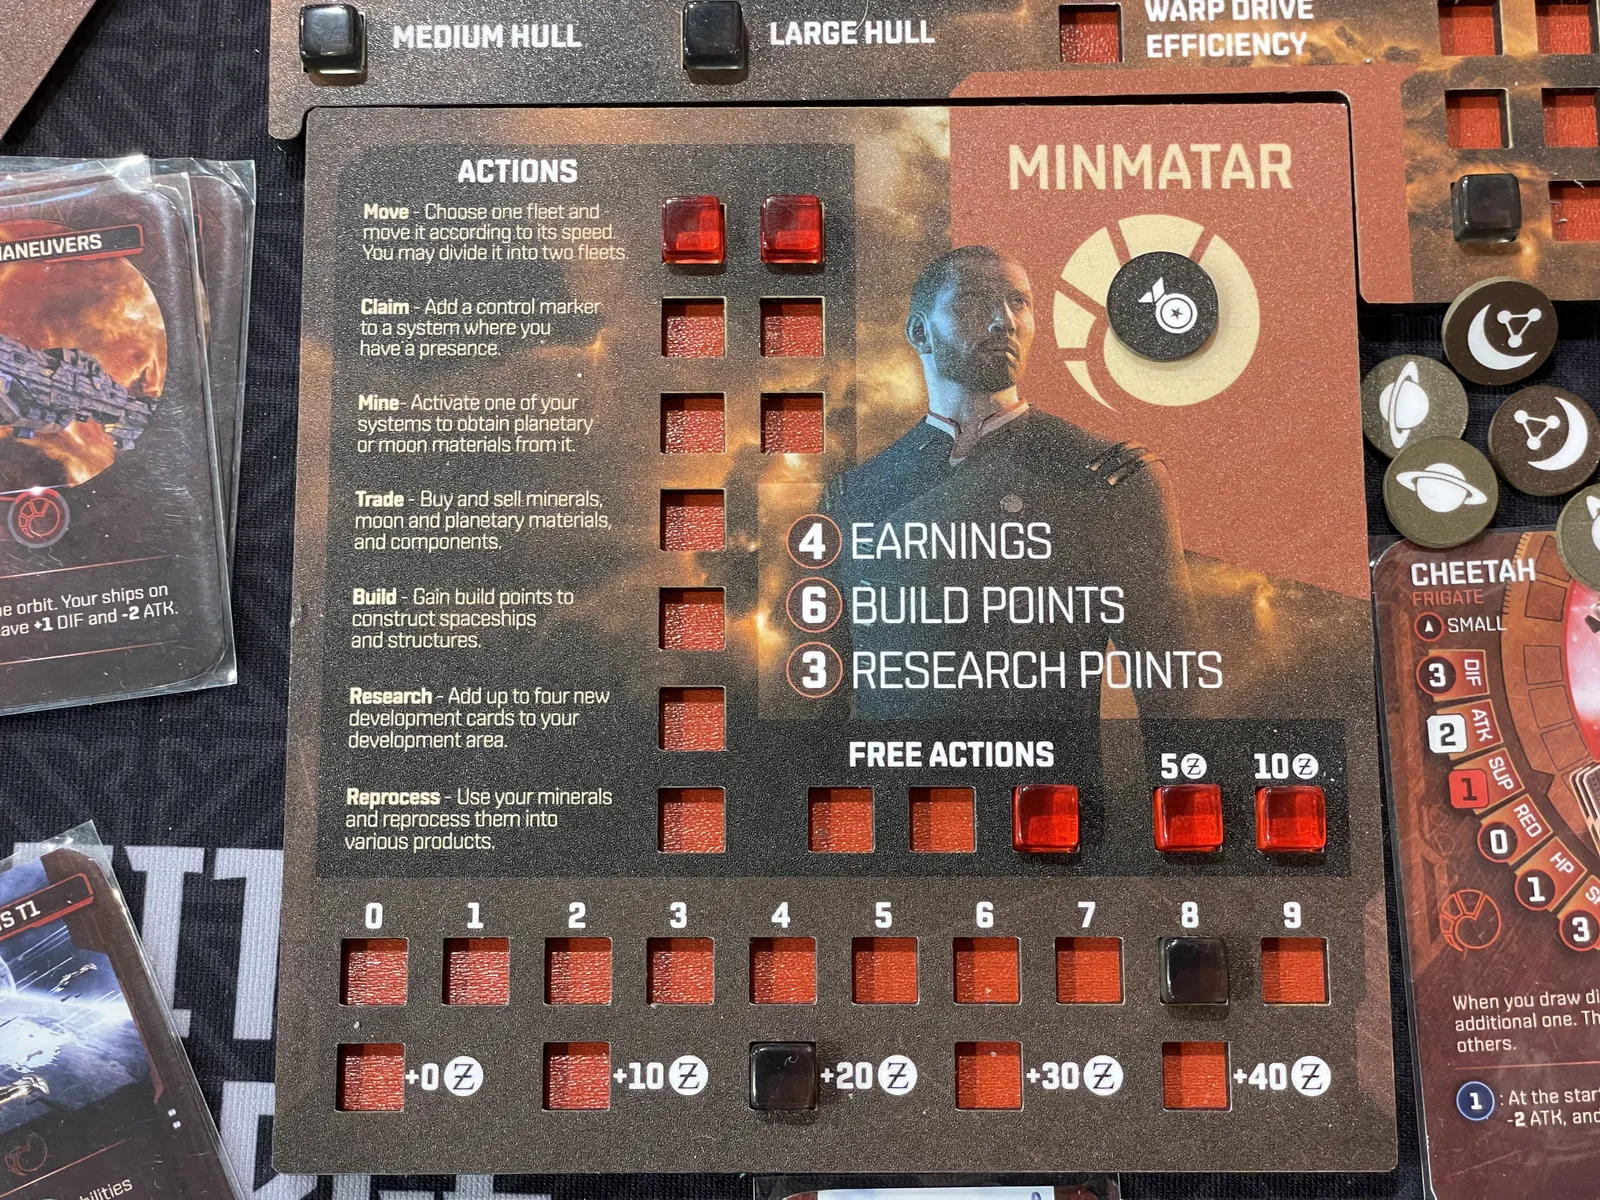 MEDIUM HULL
LARGE HULL
WARP DRIVE
EFFICIENCY
ACTIONS
Move - Choose one fleet and
move it according to its speed.
You may divide it into two fleets.
Claim - Add a control marker
to a system where you
have a presence.
Mine - Activate one of your
systems to obtain planetary
or moon materials from it.
Trade - Buy and sell minerals,
moon and planetary materials,
and components.
Build - Gain build points to
construct spaceships
and structures.
Research - Add up to four new
development cards to your
development area.
Reprocess - Use your minerals
and reprocess them into
various products.
MINMATAR
4 EARNINGS
6 BUILD POINTS
3 RESEARCH POINTS
FREE ACTIONS
5
10
0 1 2 3 4 5 6 7 8 9
+0 +10 +20 +30 +40
orbit. Your ships on
+1 DIF and -2 ATK.
T1
CHEETAH
FRIGATE
SMALL
3 DIF
2 ATK
1 SUP
0 RED
1 HP
3
When you draw
additional one.
others.
1 : At the
-2 ATK, and